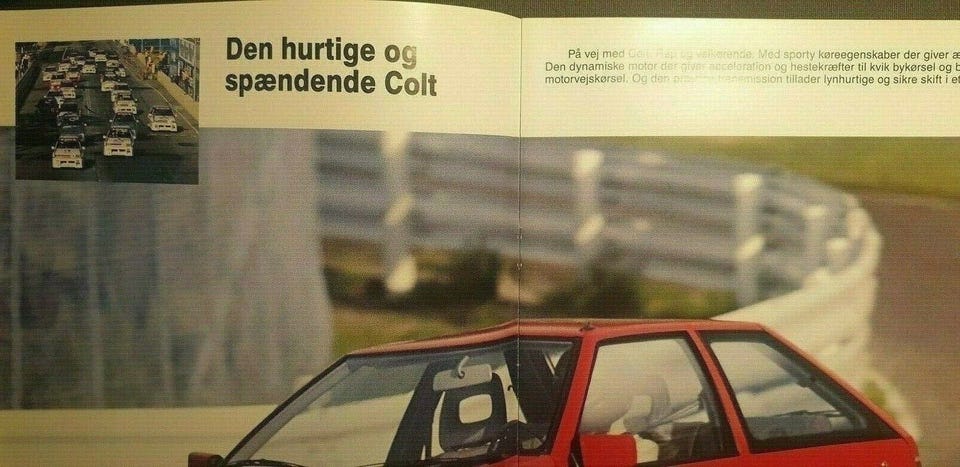 Den hurtige og
spændende Colt
På vej med Colt. Rap og velkørende. Med sporty køreegenskaber der giver æ
Den dynamiske motor der giver acceleration og hestekræfter til kvik bykørsel og b
motorvejskørsel. Og den transmission tillader lynhurtige og sikre skift i et